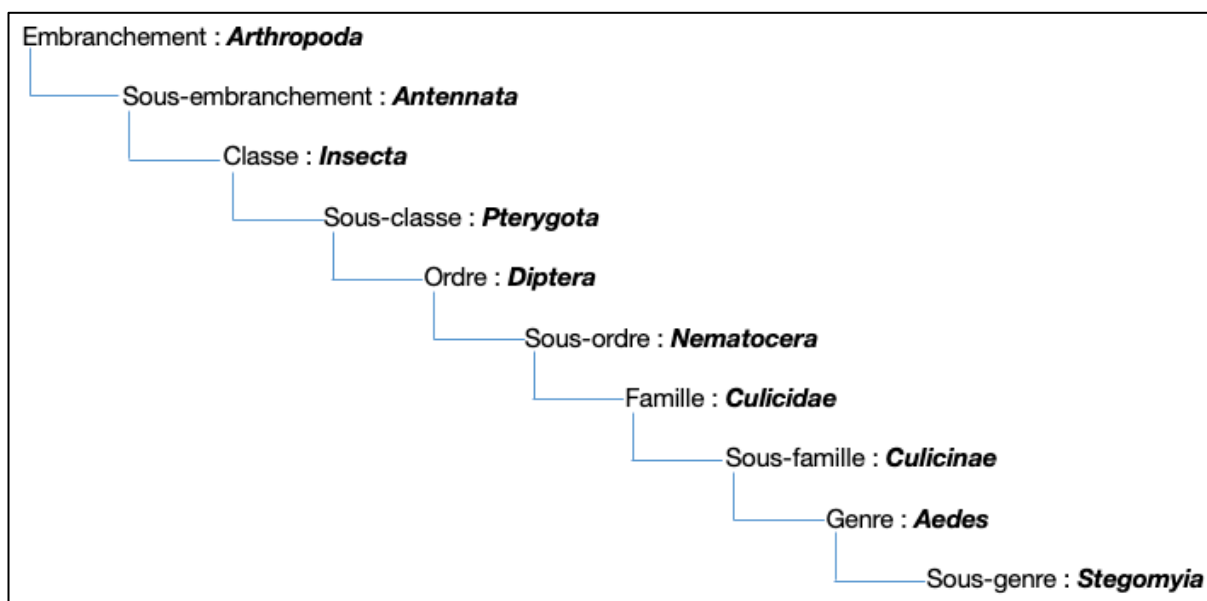 Embranchement : Arthropoda
Sous-embranchement : Antennata
Classe : Insecta
Sous-classe : Pterygota
Ordre : Diptera
Sous-ordre : Nematocera
Famille : Culicidae
Sous-famille : Culicinae
Genre : Aedes
Sous-genre : Stegomyia